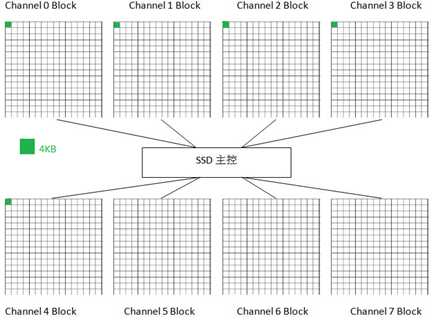 Channel 0 Block
Channel 1 Block
Channel 2 Block
Channel 3 Block
4KB
SSD 主控
Channel 4 Block
Channel 5 Block
Channel 6 Block
Channel 7 Block